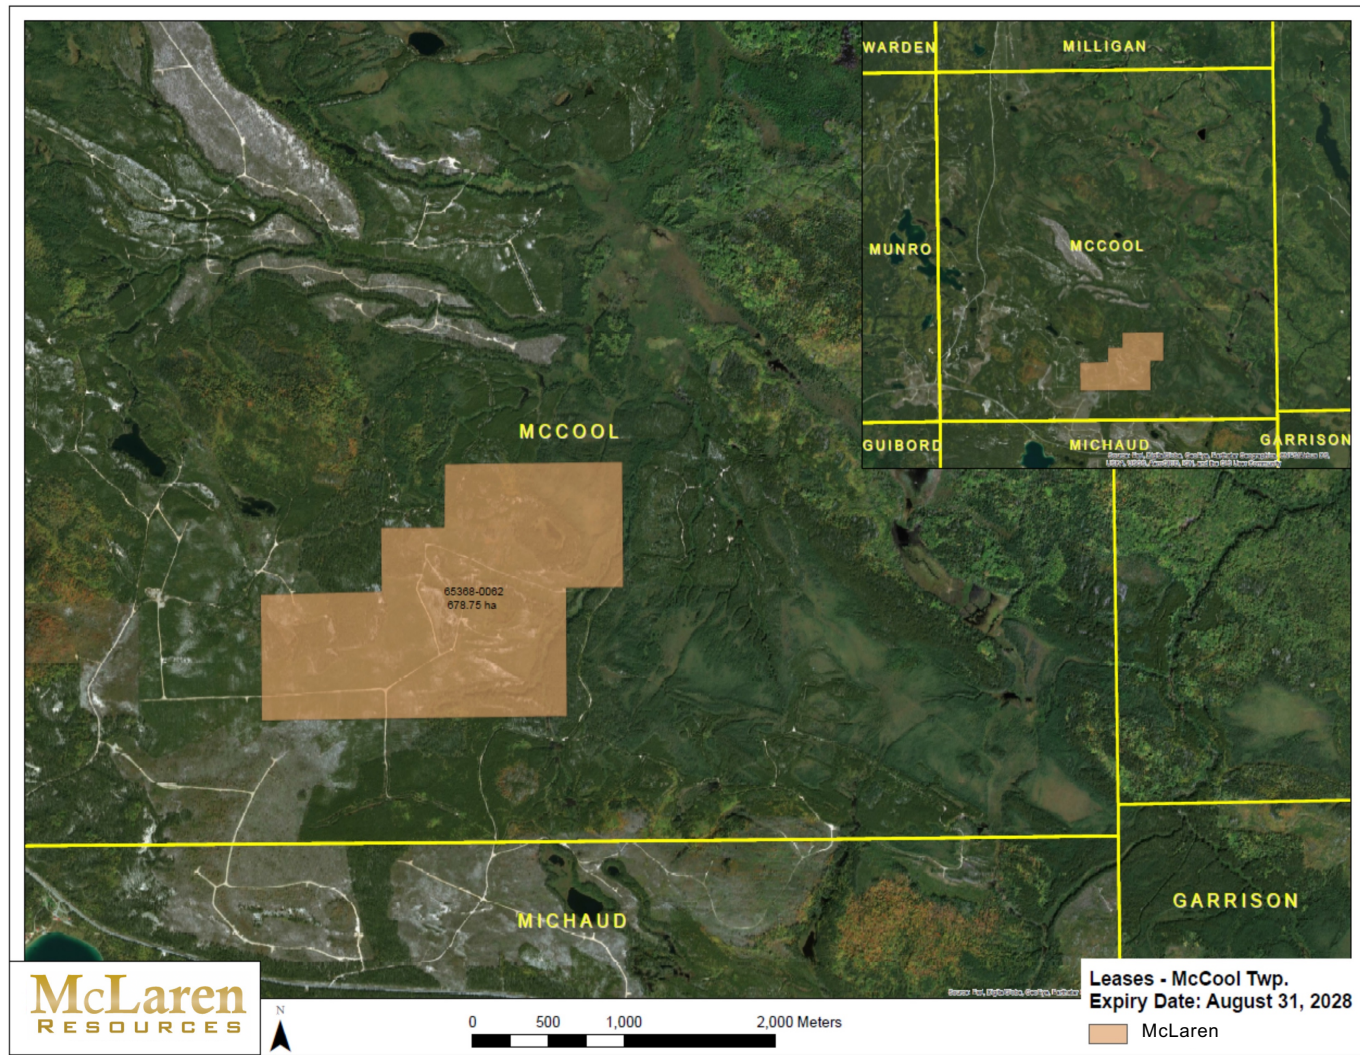 WARDEN
MILLIGAN
MUNRO
MCCOOL
GUIBORD
MICHAUD
GARRISON
MCCOOL
65368-0062
678.75 ha
MICHAUD
GARRISON
McLaren
RESOURCES
N
0 500 1,000 2,000 Meters
Leases - McCool Twp.
Expiry Date: August 31, 2028
McLaren